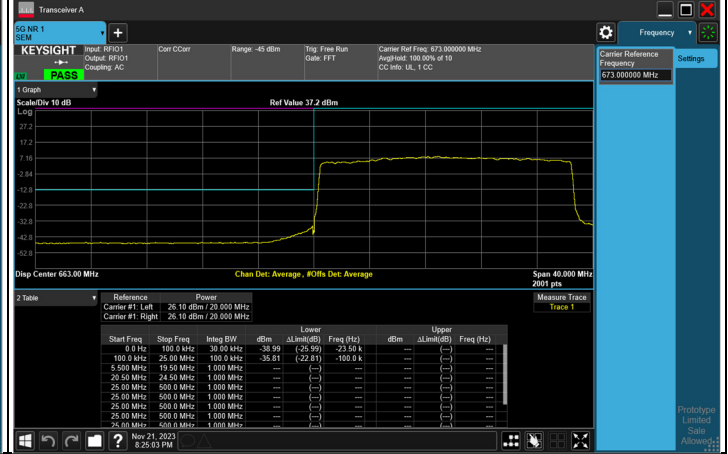 Transceiver A
5G NR 1
SEM
Frequency
KEYSIGHT
LVI
PASS
Input: RFIO1
Output: RFIO1
Coupling: AC
Corr CCorr
Range: -45 dBm
Trig: Free Run
Gate: FFT
Carrier Ref Freq: 673.000000 MHz
Avg|Hold: 100.00% of 10
CC Info: UL, 1 CC
Carrier Reference
Frequency
673.000000 MHz
Settings
1 Graph
Scale/Div 10 dB
Ref Value 37.2 dBm
Log
27.2
17.2
7.16
-2.84
-12.8
-22.8
-32.8
-42.8
-52.8
Disp Center 663.00 MHz
Chan Det: Average, #Offs Det: Average
Span 40.000 MHz
2001 pts
2 Table
Reference Power
Carrier #1: Left 26.10 dBm / 20.000 MHz
Carrier #1: Right 26.10 dBm / 20.000 MHz
Measure Trace
Trace 1
Lower Upper
Start Freq Stop Freq Integ BW dBm ΔLimit(dB) Freq (Hz) dBm ΔLimit(dB) Freq (Hz)
0.0 Hz 100.0 kHz 30.00 kHz -38.99 (-25.99) -23.50 k --- (---) ---
100.0 kHz 25.00 MHz 100.0 kHz -35.81 (-22.81) -100.0 k --- (---) ---
5.500 MHz 19.50 MHz 1.000 MHz --- (---) --- --- (---) ---
20.50 MHz 24.50 MHz 1.000 MHz --- (---) --- --- (---) ---
25.00 MHz 500.0 MHz 1.000 MHz --- (---) --- --- (---) ---
25.00 MHz 500.0 MHz 1.000 MHz --- (---) --- --- (---) ---
25.00 MHz 500.0 MHz 1.000 MHz --- (---) --- --- (---) ---
25.00 MHz 500.0 MHz 1.000 MHz --- (---) --- --- (---) ---
Nov 21, 2023
8:25:03 PM
Prototype
Limited
Sale
Allowed